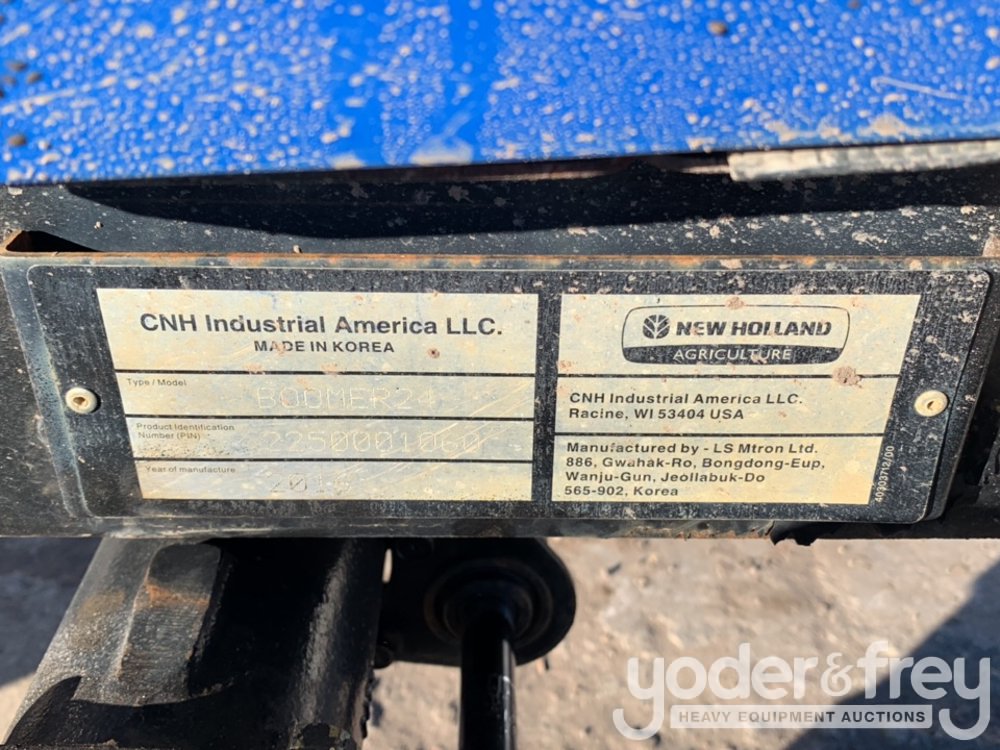 CNH Industrial America LLC.
MADE IN KOREA
Type / Model
BOOMER24
Product Identification
Number (PIN)
2250001060
Year of manufacture
NEW HOLLAND
AGRICULTURE
CNH Industrial America LLC.
Racine, WI 53404 USA
Manufactured by - LS Mtron Ltd.
886, Gwahak-Ro, Bongdong-Eup,
Wanju-Gun, Jeollabuk-Do
565-902, Korea
yoder&frey
HEAVY EQUIPMENT AUCTIONS